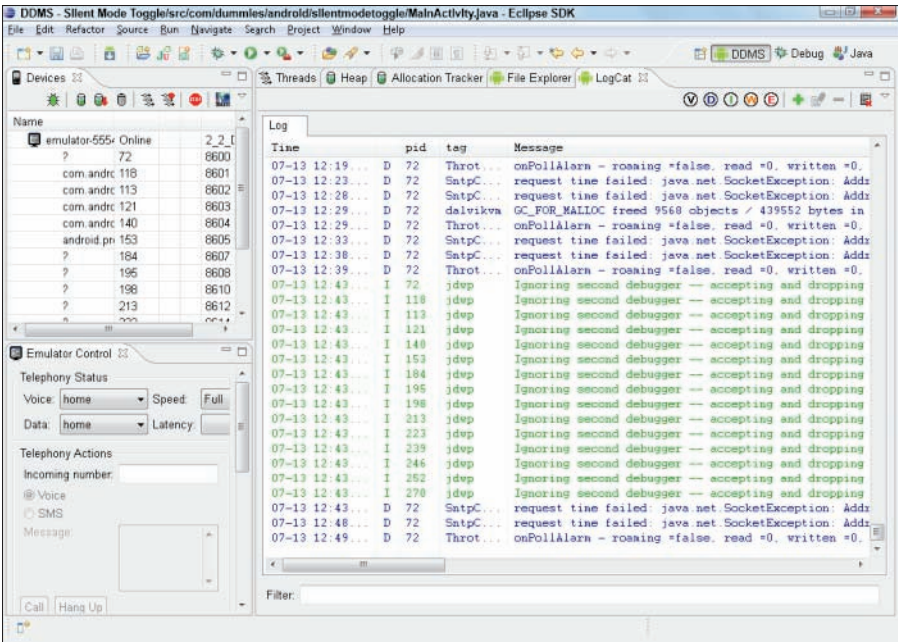 DDMS - Silent Mode Toggle/src/com/dummies/android/silentmodetoggle/MainActivity.java - Eclipse SDK
File Edit Refactor Source Run Navigate Search Project Window Help
DDMS Debug Java
Devices
Name
emulator-555 Online 2_2_D
? 72 8600
com.andrc 118 8601
com.andrc 113 8602
com.andrc 121 8603
com.andrc 140 8604
android.pri 153 8605
? 184 8607
? 195 8608
? 198 8610
? 213 8612
Emulator Control
Telephony Status
Voice: home Speed: Full
Data: home Latency:
Telephony Actions
Incoming number:
Voice
SMS
Message:
Call Hang Up
Threads Heap Allocation Tracker File Explorer LogCat
V D I W E
Log
Time pid tag Message
07-13 12:19... D 72 Throt... onPollAlarm - roaming =false, read =0, written =0,
07-13 12:23... D 72 SntpC... request time failed: java.net.SocketException: Addr
07-13 12:28... D 72 SntpC... request time failed: java.net.SocketException: Addr
07-13 12:29... D 72 dalvikvm GC_FOR_MALLOC freed 9560 objects / 439552 bytes in
07-13 12:29... D 72 Throt... onPollAlarm - roaming =false, read =0, written =0,
07-13 12:33... D 72 SntpC... request time failed: java.net.SocketException: Addr
07-13 12:38... D 72 SntpC... request time failed: java.net.SocketException: Addr
07-13 12:39... D 72 Throt... onPollAlarm - roaming =false, read =0, written =0,
07-13 12:43... I 72 jdwp Ignoring second debugger -- accepting and dropping
07-13 12:43... I 118 jdwp Ignoring second debugger -- accepting and dropping
07-13 12:43... I 113 jdwp Ignoring second debugger -- accepting and dropping
07-13 12:43... I 121 jdwp Ignoring second debugger -- accepting and dropping
07-13 12:43... I 140 jdwp Ignoring second debugger -- accepting and dropping
07-13 12:43... I 153 jdwp Ignoring second debugger -- accepting and dropping
07-13 12:43... I 184 jdwp Ignoring second debugger -- accepting and dropping
07-13 12:43... I 195 jdwp Ignoring second debugger -- accepting and dropping
07-13 12:43... I 198 jdwp Ignoring second debugger -- accepting and dropping
07-13 12:43... I 213 jdwp Ignoring second debugger -- accepting and dropping
07-13 12:43... I 223 jdwp Ignoring second debugger -- accepting and dropping
07-13 12:43... I 239 jdwp Ignoring second debugger -- accepting and dropping
07-13 12:43... I 246 jdwp Ignoring second debugger -- accepting and dropping
07-13 12:43... I 252 jdwp Ignoring second debugger -- accepting and dropping
07-13 12:43... I 270 jdwp Ignoring second debugger -- accepting and dropping
07-13 12:43... D 72 SntpC... request time failed: java.net.SocketException: Addr
07-13 12:48... D 72 SntpC... request time failed: java.net.SocketException: Addr
07-13 12:49... D 72 Throt... onPollAlarm - roaming =false, read =0, written =0,
Filter: